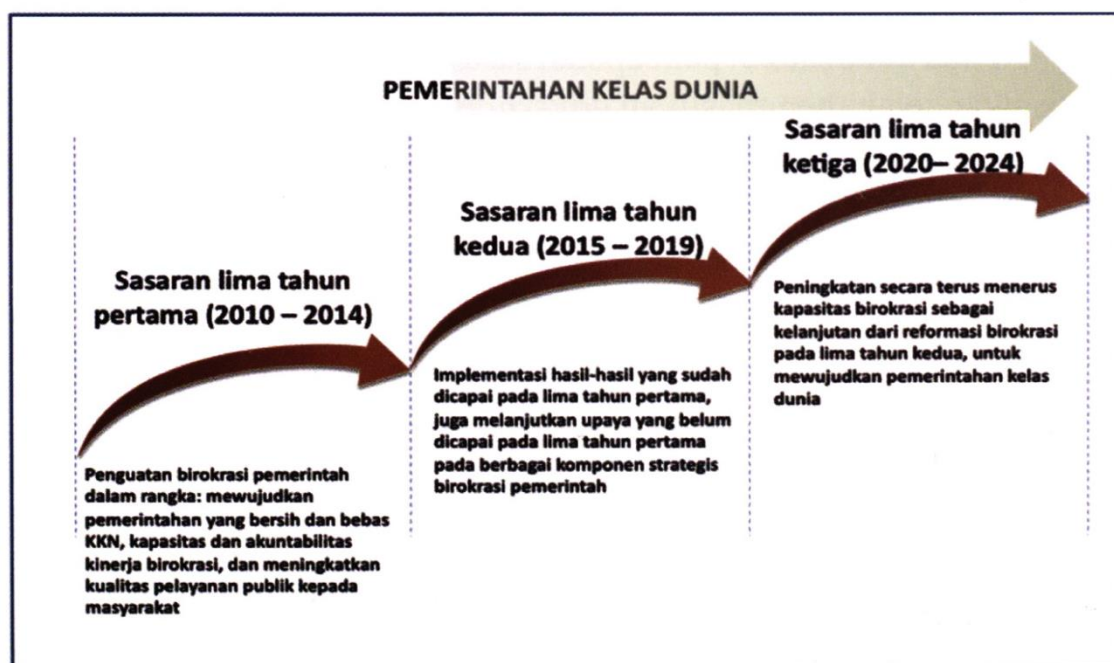 PEMERINTAHAN KELAS DUNIA
Sasaran lima tahun
pertama (2010 – 2014)
Penguatan birokrasi pemerintah
dalam rangka: mewujudkan
pemerintahan yang bersih dan bebas
KKN, kapasitas dan akuntabilitas
kinerja birokrasi, dan meningkatkan
kualitas pelayanan publik kepada
masyarakat
Sasaran lima tahun
kedua (2015 – 2019)
Implementasi hasil-hasil yang sudah
dicapai pada lima tahun pertama,
juga melanjutkan upaya yang belum
dicapai pada lima tahun pertama
pada berbagai komponen strategis
birokrasi pemerintah
Sasaran lima tahun
ketiga (2020– 2024)
Peningkatan secara terus menerus
kapasitas birokrasi sebagai
kelanjutan dari reformasi birokrasi
pada lima tahun kedua, untuk
mewujudkan pemerintahan kelas
dunia